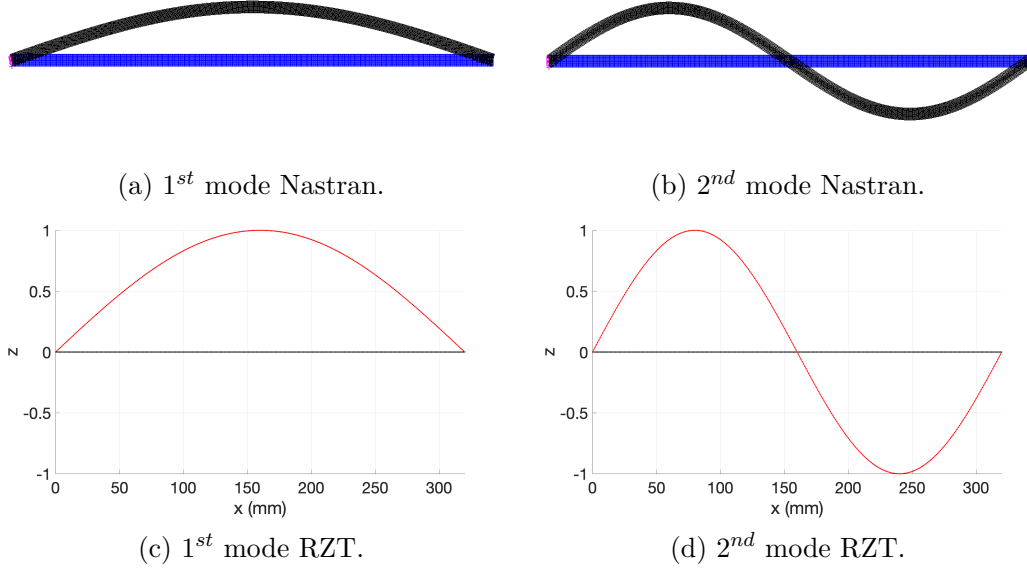 (a) 1st mode Nastran.
(b) 2nd mode Nastran.
1
0.5
0
-0.5
-1
z
0 50 100 150 200 250 300
x (mm)
1
0.5
0
-0.5
-1
z
0 50 100 150 200 250 300
x (mm)
(c) 1st mode RZT.
(d) 2nd mode RZT.